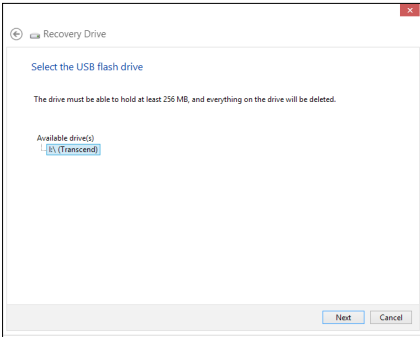 Recovery Drive
Select the USB flash drive
The drive must be able to hold at least 256 MB, and everything on the drive will be deleted.
Available drive(s)
I:\ (Transcend)
Next
Cancel